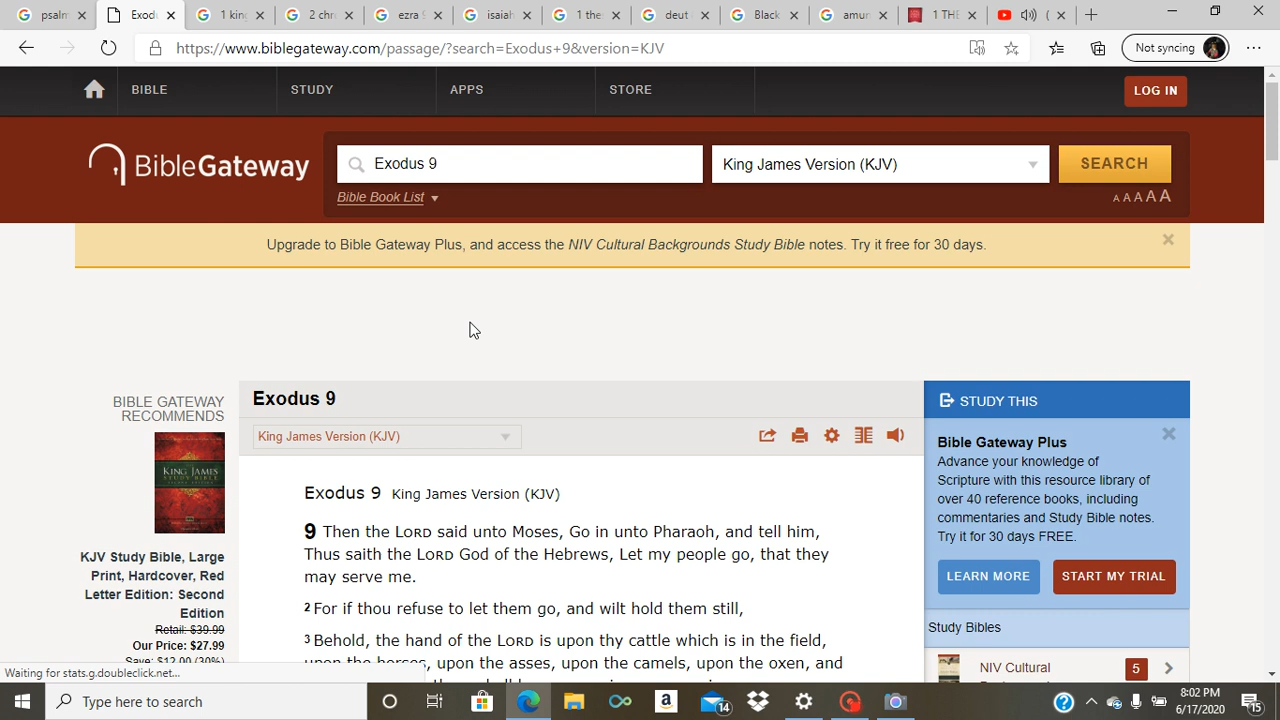 psalm
Exod
1 king
2 chr
ezra 9
isaiah
1 thes
deut
Black
amun
1 THE
https://www.biblegateway.com/passage/?search=Exodus+9&version=KJV
Not syncing
BIBLE
STUDY
APPS
STORE
LOG IN
BibleGateway
Exodus 9
King James Version (KJV)
SEARCH
Bible Book List
A A A A A
Upgrade to Bible Gateway Plus, and access the NIV Cultural Backgrounds Study Bible notes. Try it free for 30 days.
BIBLE GATEWAY
RECOMMENDS
KING JAMES
STUDY BIBLE
KJV Study Bible, Large
Print, Hardcover, Red
Letter Edition: Second
Edition
Retail: $39.99
Our Price: $27.99
Save: $12.00 (30%)
Exodus 9
King James Version (KJV)
Exodus 9 King James Version (KJV)
9 Then the LORD said unto Moses, Go in unto Pharaoh, and tell him,
Thus saith the LORD God of the Hebrews, Let my people go, that they
may serve me.
2 For if thou refuse to let them go, and wilt hold them still,
3 Behold, the hand of the LORD is upon thy cattle which is in the field,
upon the horses, upon the asses, upon the camels, upon the oxen, and
STUDY THIS
Bible Gateway Plus
Advance your knowledge of
Scripture with this resource library of
over 40 reference books, including
commentaries and Study Bible notes.
Try it for 30 days FREE.
LEARN MORE
START MY TRIAL
Study Bibles
NIV Cultural
5
Waiting for stats.g.doubleclick.net...
Type here to search
14
8:02 PM
6/17/2020
15